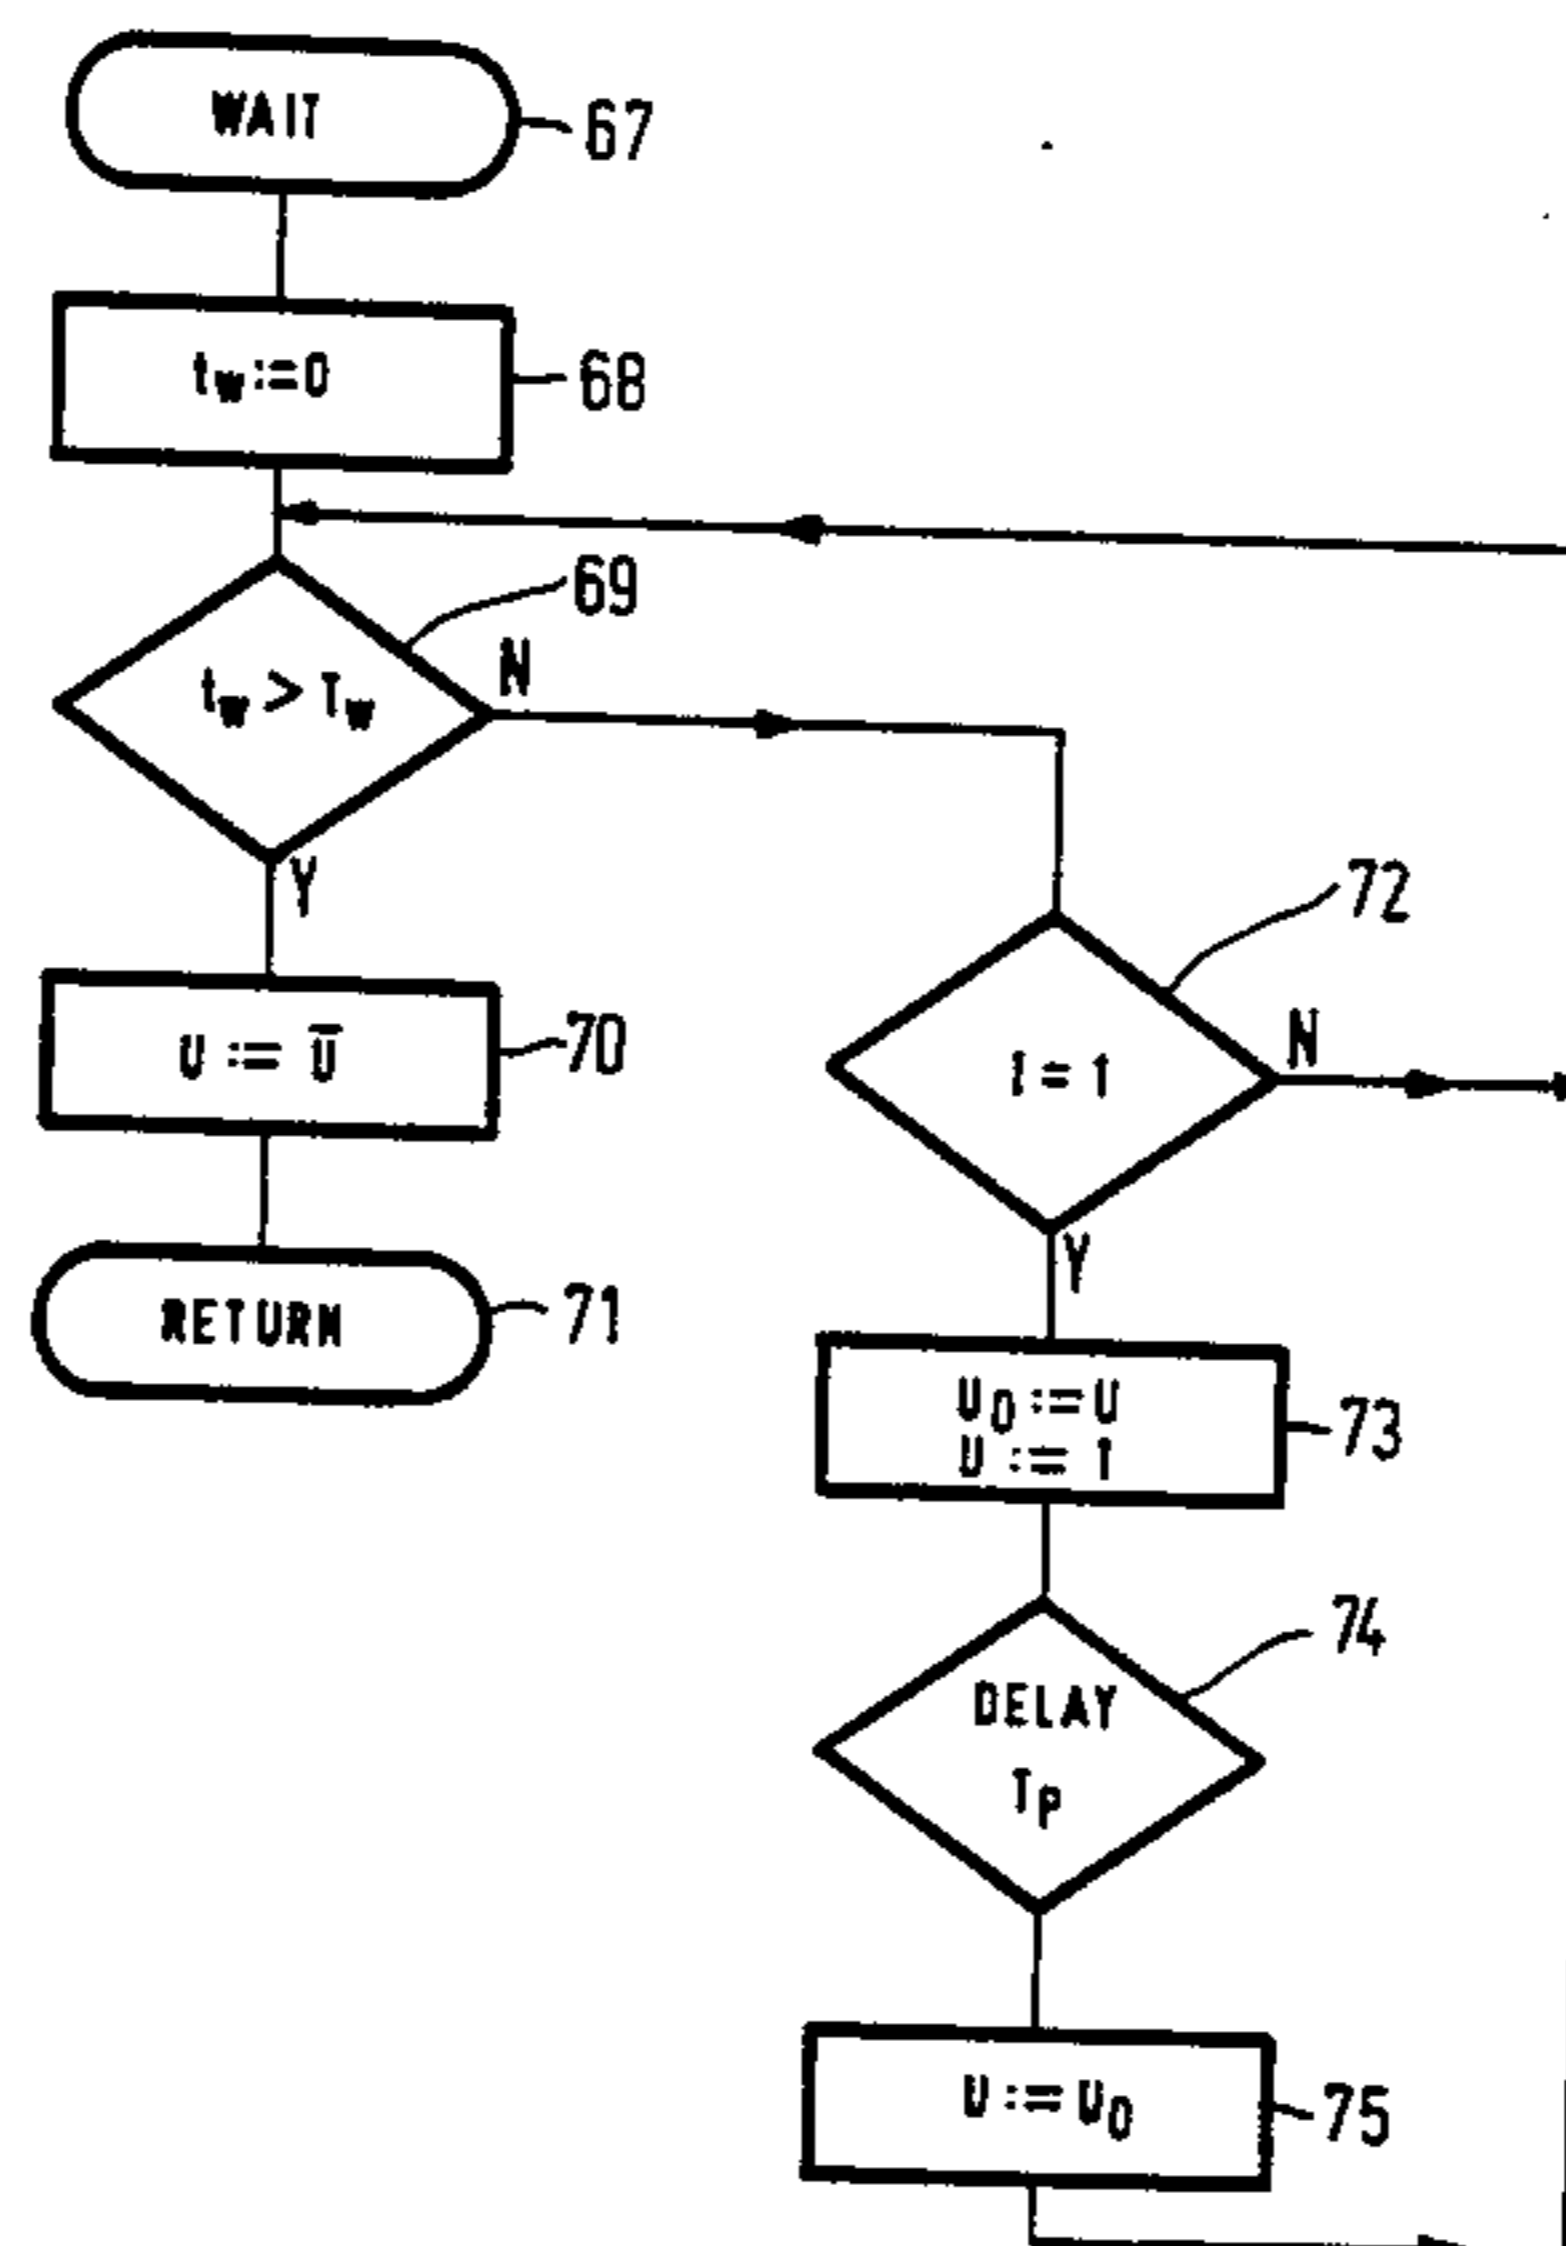 WAIT
67
tw:=0
68
69
tw > Tw
N
Y
72
u := ū
70
l = 1
N
Y
RETURN
71
u0 := u
u := 1
73
74
DELAY
Tp
u := u0
75